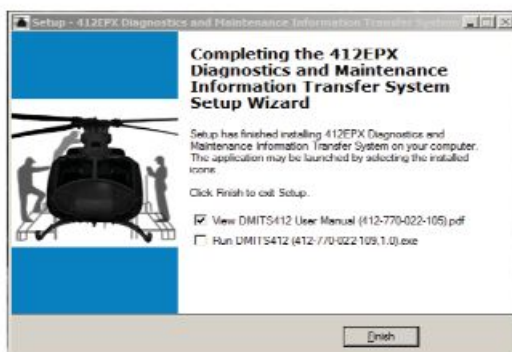 Setup - 412EPX Diagnostics and Maintenance Information Transfer System
Completing the 412EPX
Diagnostics and Maintenance
Information Transfer System
Setup Wizard
Setup has finished installing 412EPX Diagnostics and
Maintenance Information Transfer System on your computer.
The application may be launched by selecting the installed
icons.
Click Finish to exit Setup.
View DMITS412 User Manual (412-770-022-105).pdf
Run DMITS412 (412-770-022-109,1.0).exe
Finish